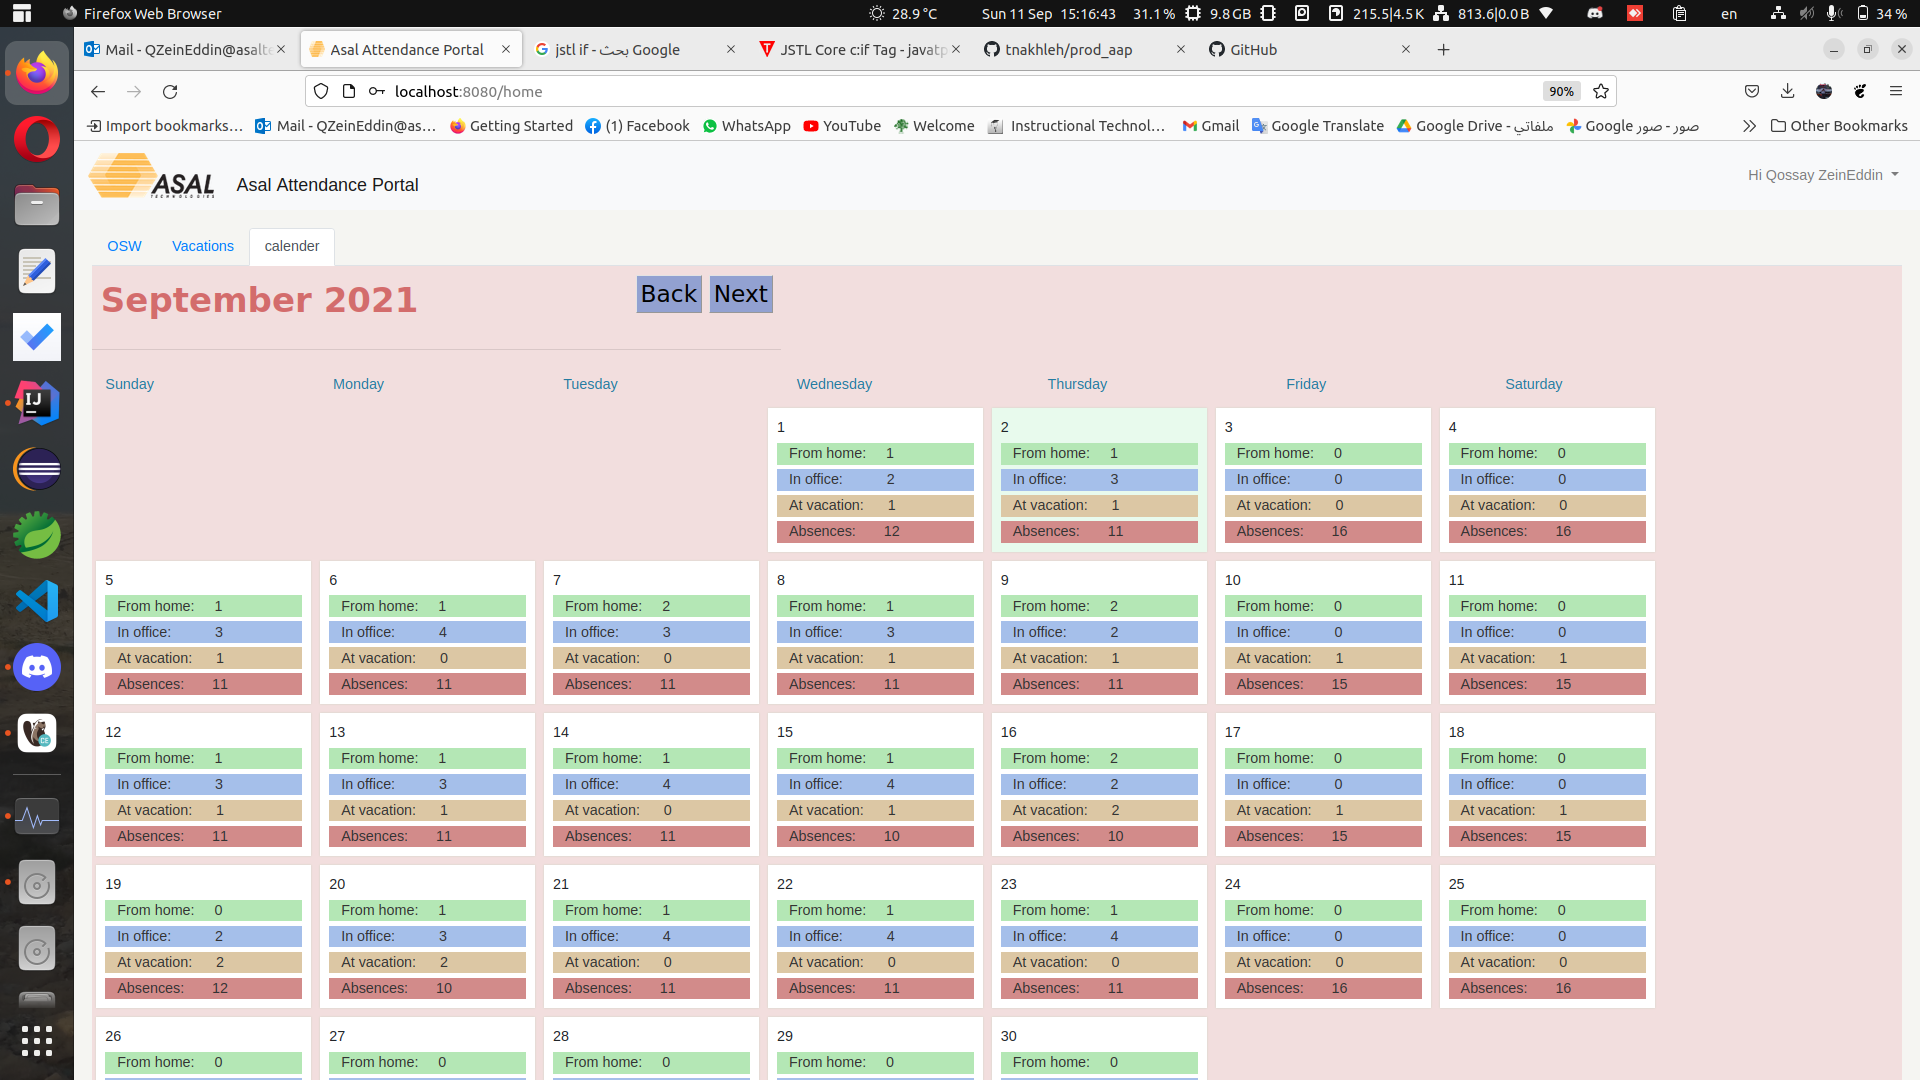 Firefox Web Browser 28.9 °C Sun 11 Sep 15:16:43 31.1 % 9.8 GB 215.5|4.5 K 813.6|0.0 B en 34 %
Mail - QZeinEddin@asalte Asal Attendance Portal jstl if - بحث Google JSTL Core c:if Tag - javatp tnakhleh/prod_aap GitHub
localhost:8080/home 90%
Import bookmarks… Mail - QZeinEddin@as… Getting Started (1) Facebook WhatsApp YouTube Welcome Instructional Technol… Gmail Google Translate Google Drive - ملفاتي Google صور - صور Other Bookmarks
ASAL TECHNOLOGIES Asal Attendance Portal Hi Qossay ZeinEddin
OSW Vacations calender
September 2021 Back Next
Sunday Monday Tuesday Wednesday Thursday Friday Saturday
1 2 3 4
From home: 1 From home: 1 From home: 0 From home: 0
In office: 2 In office: 3 In office: 0 In office: 0
At vacation: 1 At vacation: 1 At vacation: 0 At vacation: 0
Absences: 12 Absences: 11 Absences: 16 Absences: 16
5 6 7 8 9 10 11
From home: 1 From home: 1 From home: 2 From home: 1 From home: 2 From home: 0 From home: 0
In office: 3 In office: 4 In office: 3 In office: 3 In office: 2 In office: 0 In office: 0
At vacation: 1 At vacation: 0 At vacation: 0 At vacation: 1 At vacation: 1 At vacation: 1 At vacation: 1
Absences: 11 Absences: 11 Absences: 11 Absences: 11 Absences: 11 Absences: 15 Absences: 15
12 13 14 15 16 17 18
From home: 1 From home: 1 From home: 1 From home: 1 From home: 2 From home: 0 From home: 0
In office: 3 In office: 3 In office: 4 In office: 4 In office: 2 In office: 0 In office: 0
At vacation: 1 At vacation: 1 At vacation: 0 At vacation: 1 At vacation: 2 At vacation: 1 At vacation: 1
Absences: 11 Absences: 11 Absences: 11 Absences: 10 Absences: 10 Absences: 15 Absences: 15
19 20 21 22 23 24 25
From home: 0 From home: 1 From home: 1 From home: 1 From home: 1 From home: 0 From home: 0
In office: 2 In office: 3 In office: 4 In office: 4 In office: 4 In office: 0 In office: 0
At vacation: 2 At vacation: 2 At vacation: 0 At vacation: 0 At vacation: 0 At vacation: 0 At vacation: 0
Absences: 12 Absences: 10 Absences: 11 Absences: 11 Absences: 11 Absences: 16 Absences: 16
26 27 28 29 30
From home: 0 From home: 0 From home: 0 From home: 0 From home: 0